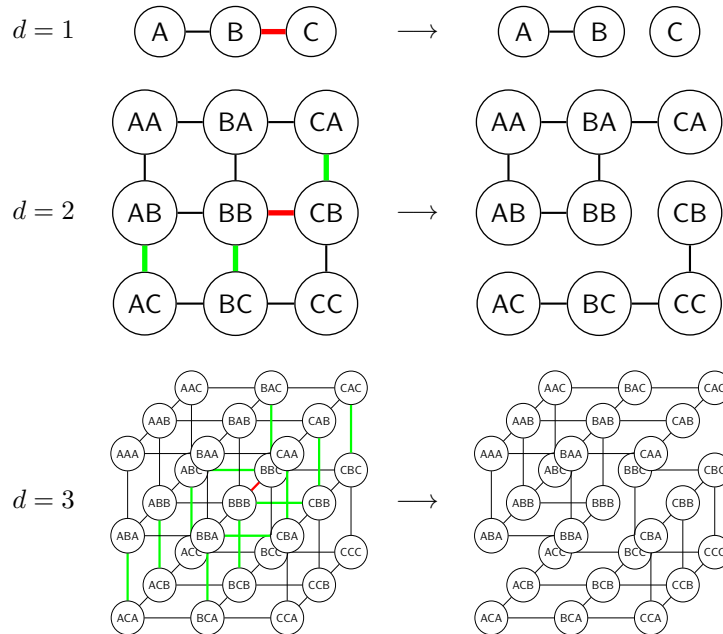 d = 1 A B C → A B C
AA BA CA AA BA CA
d = 2 AB BB CB → AB BB CB
AC BC CC AC BC CC
AAC BAC CAC AAC BAC CAC
AAB BAB CAB AAB BAB CAB
AAA BAA CAA AAA BAA CAA
ABC BBC CBC ABC BBC CBC
d = 3 ABB BBB CBB → ABB BBB CBB
ABA BBA CBA ABA BBA CBA
ACC BCC CCC ACC BCC CCC
ACB BCB CCB ACB BCB CCB
ACA BCA CCA ACA BCA CCA